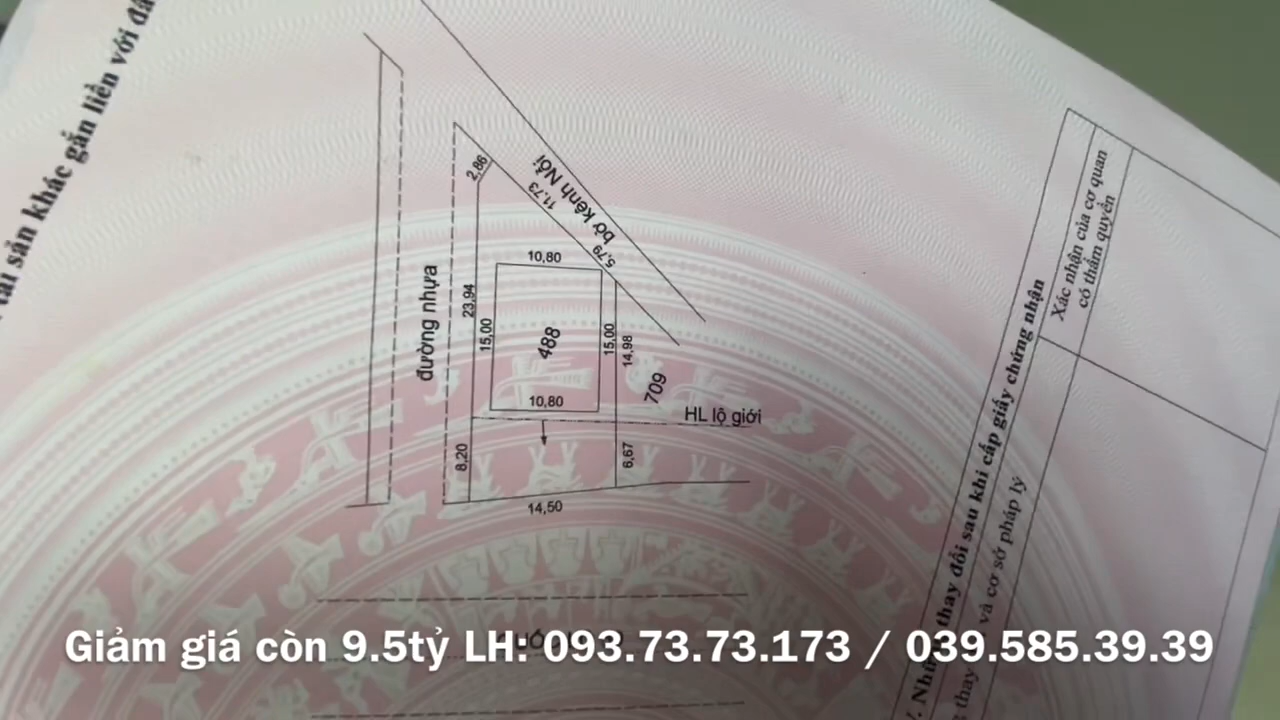 tài sản khác gắn liền với đấ
2,86
11,73
bờ kênh Nổi
5,79
10,80
đường nhựa
23,94
15,00
488
15,00
14,98
709
10,80
HL lộ giới
8,20
6,67
14,50
Xác nhận của cơ quan
có thẩm quyền
thay đổi sau khi cấp giấy chứng nhận
và cơ sở pháp lý
Giảm giá còn 9.5tỷ LH: 093.73.73.173 / 039.585.39.39